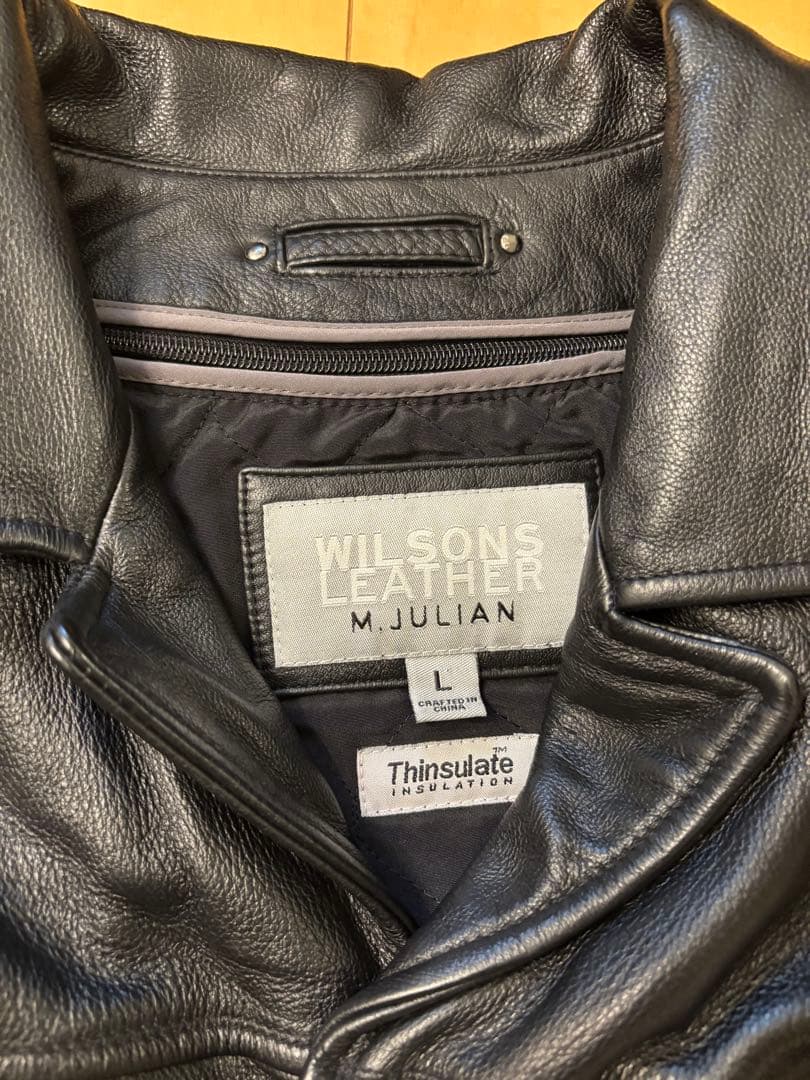 WILSONS
LEATHER
M.JULIAN
L
CRAFTED IN
CHINA
Thinsulate™
INSULATION